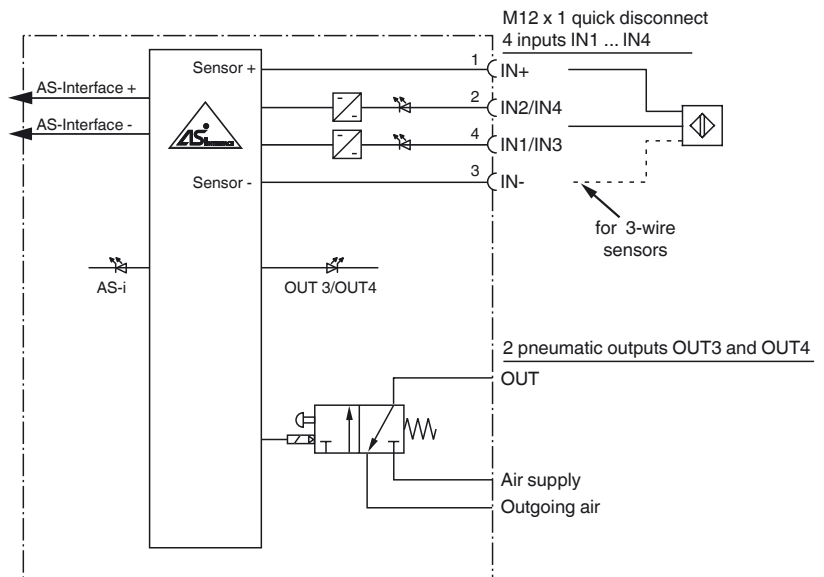 M12 x 1 quick disconnect
4 inputs IN1 ... IN4
Sensor +
1
IN+
AS-Interface +
2
IN2/IN4
AS-Interface -
ASI INTERFACE
4
IN1/IN3
Sensor -
3
IN-
for 3-wire
sensors
AS-i
OUT 3/OUT4
2 pneumatic outputs OUT3 and OUT4
OUT
Air supply
Outgoing air